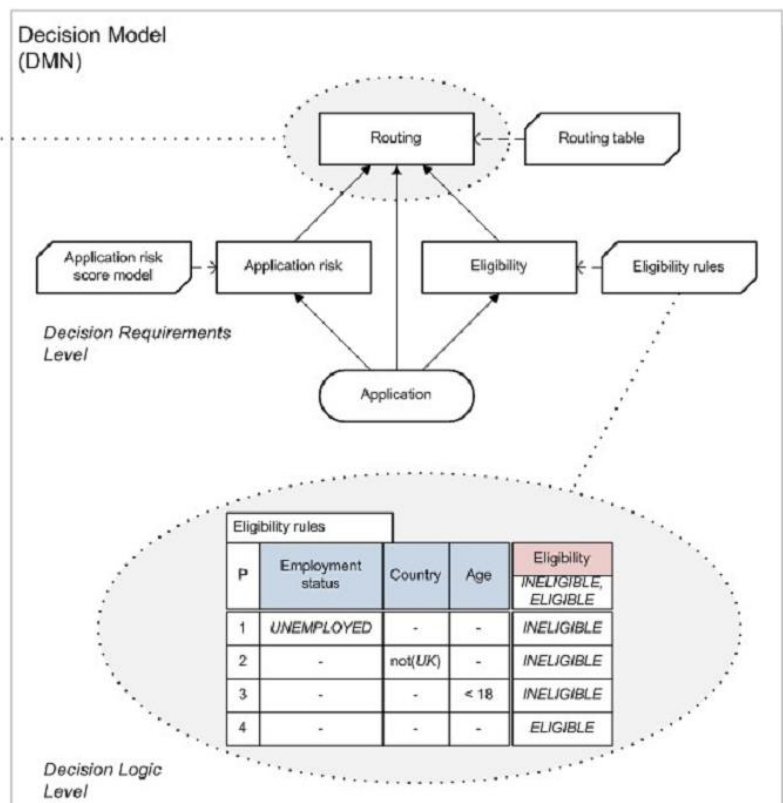 Decision Model
(DMN)
Routing
Routing table
Application risk
score model
Application risk
Eligibility
Eligibility rules
Decision Requirements
Level
Application
Eligibility rules
P
Employment
status
Country
Age
Eligibility
INELIGIBLE,
ELIGIBLE
1 UNEMPLOYED - - INELIGIBLE
2 - not(UK) - INELIGIBLE
3 - - < 18 INELIGIBLE
4 - - - ELIGIBLE
Decision Logic
Level